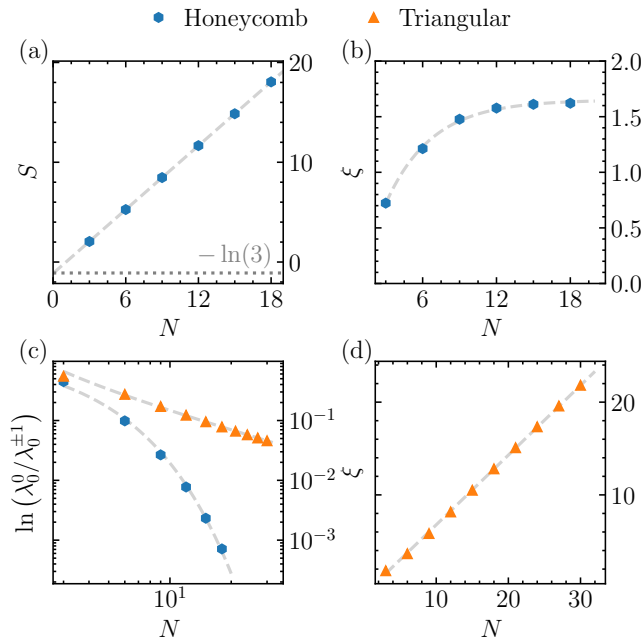 Honeycomb Triangular
(a)
20
10
0
S
− ln(3)
0 6 12 18
N
(b)
2.0
1.5
1.0
0.5
0.0
ξ
6 12 18
N
(c)
10⁻¹
10⁻²
10⁻³
ln (λ₀⁰/λ₀^{±1})
10¹
N
(d)
20
10
ξ
10 20 30
N